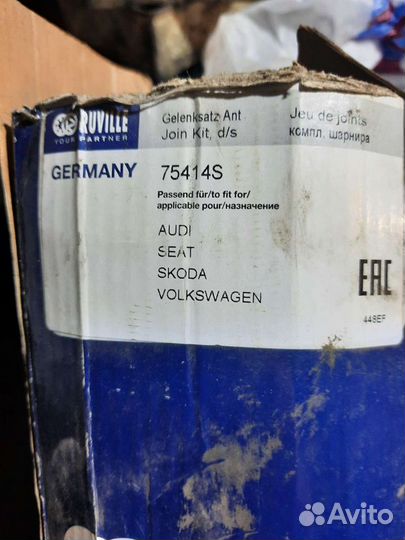 RUVILLE
YOUR PARTNER
Gelenksatz Ant
Join Kit, d/s
Jeu de joints
компл. шарнира
GERMANY
75414S
Passend für/to fit for/
applicable pour/назначение
AUDI
SEAT
SKODA
VOLKSWAGEN
EAC
44SEF
Avito